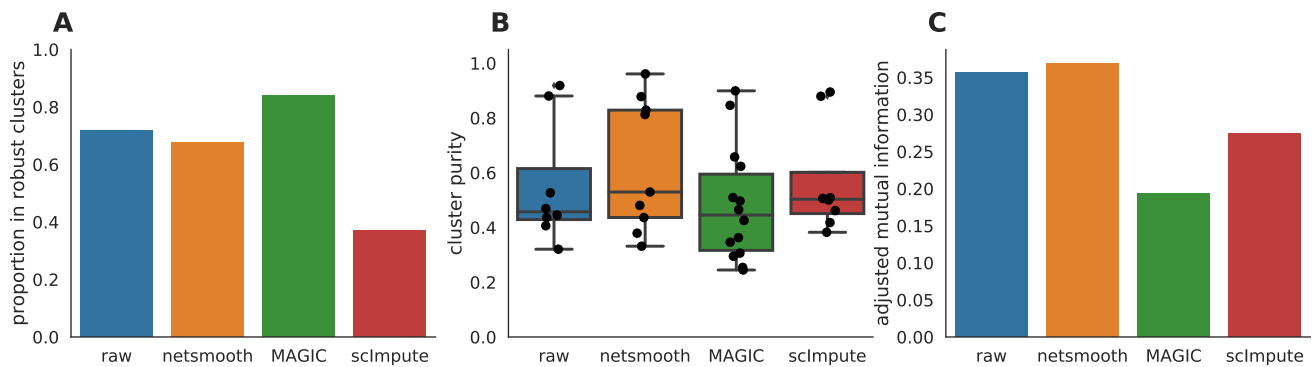 A
proportion in robust clusters
1.0
0.8
0.6
0.4
0.2
0.0
raw netsmooth MAGIC scImpute
B
cluster purity
1.0
0.8
0.6
0.4
0.2
0.0
raw netsmooth MAGIC scImpute
C
adjusted mutual information
0.35
0.30
0.25
0.20
0.15
0.10
0.05
0.00
raw netsmooth MAGIC scImpute